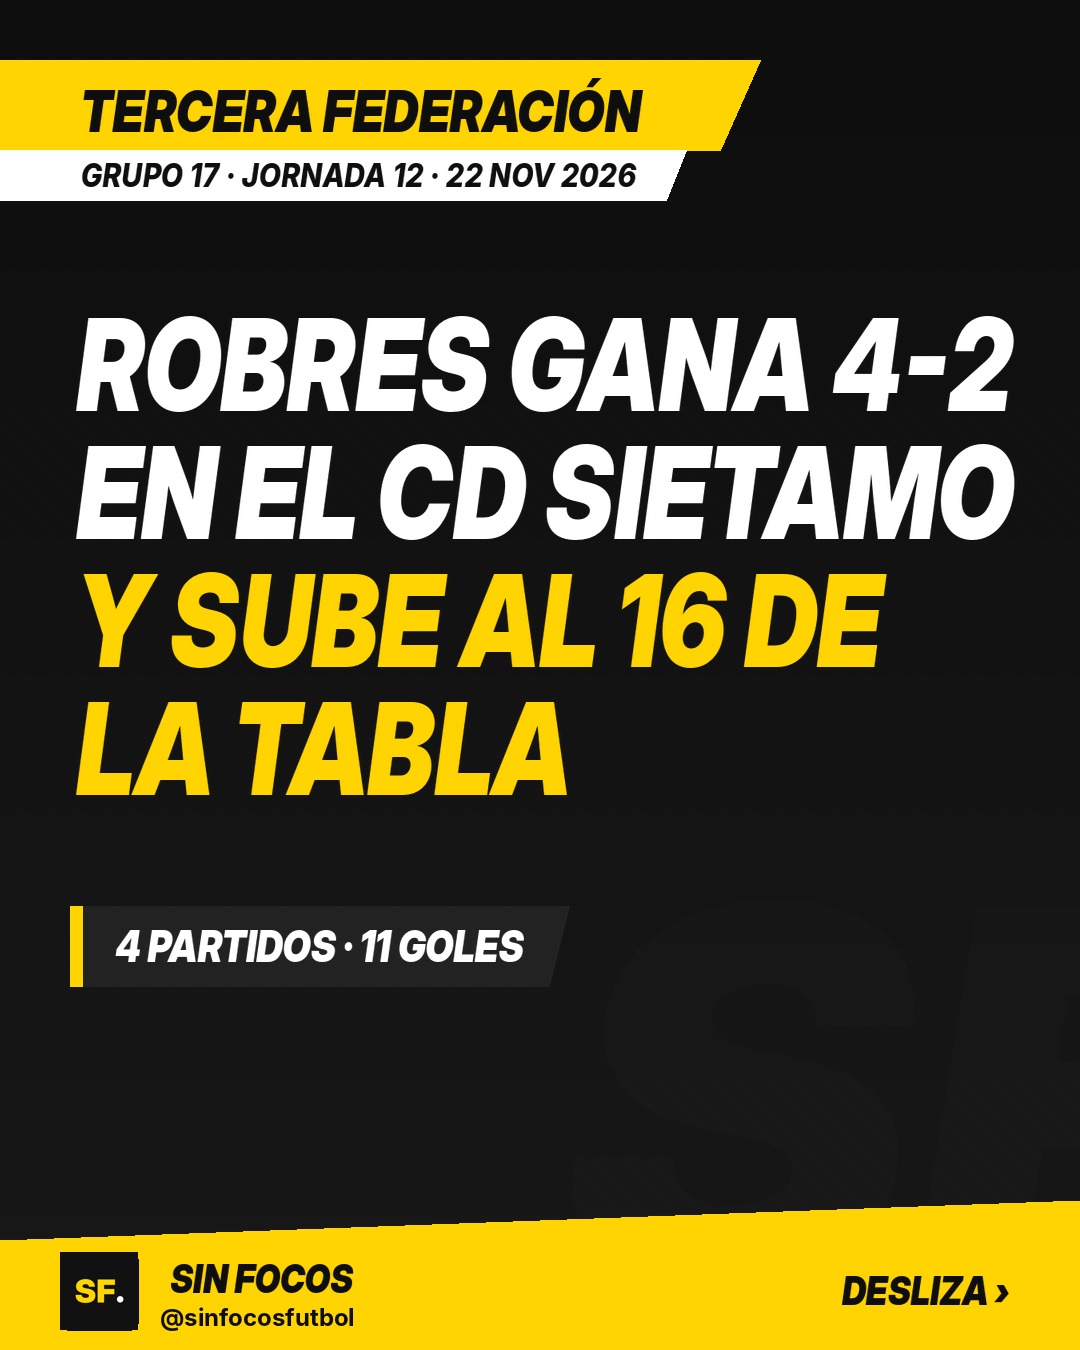 TERCERA FEDERACIÓN
GRUPO 17 · JORNADA 12 · 22 NOV 2026
ROBRES GANA 4-2
EN EL CD SIETAMO
Y SUBE AL 16 DE
LA TABLA
4 PARTIDOS · 11 GOLES
SF
SF.
SIN FOCOS
@sinfocosfutbol
DESLIZA ›